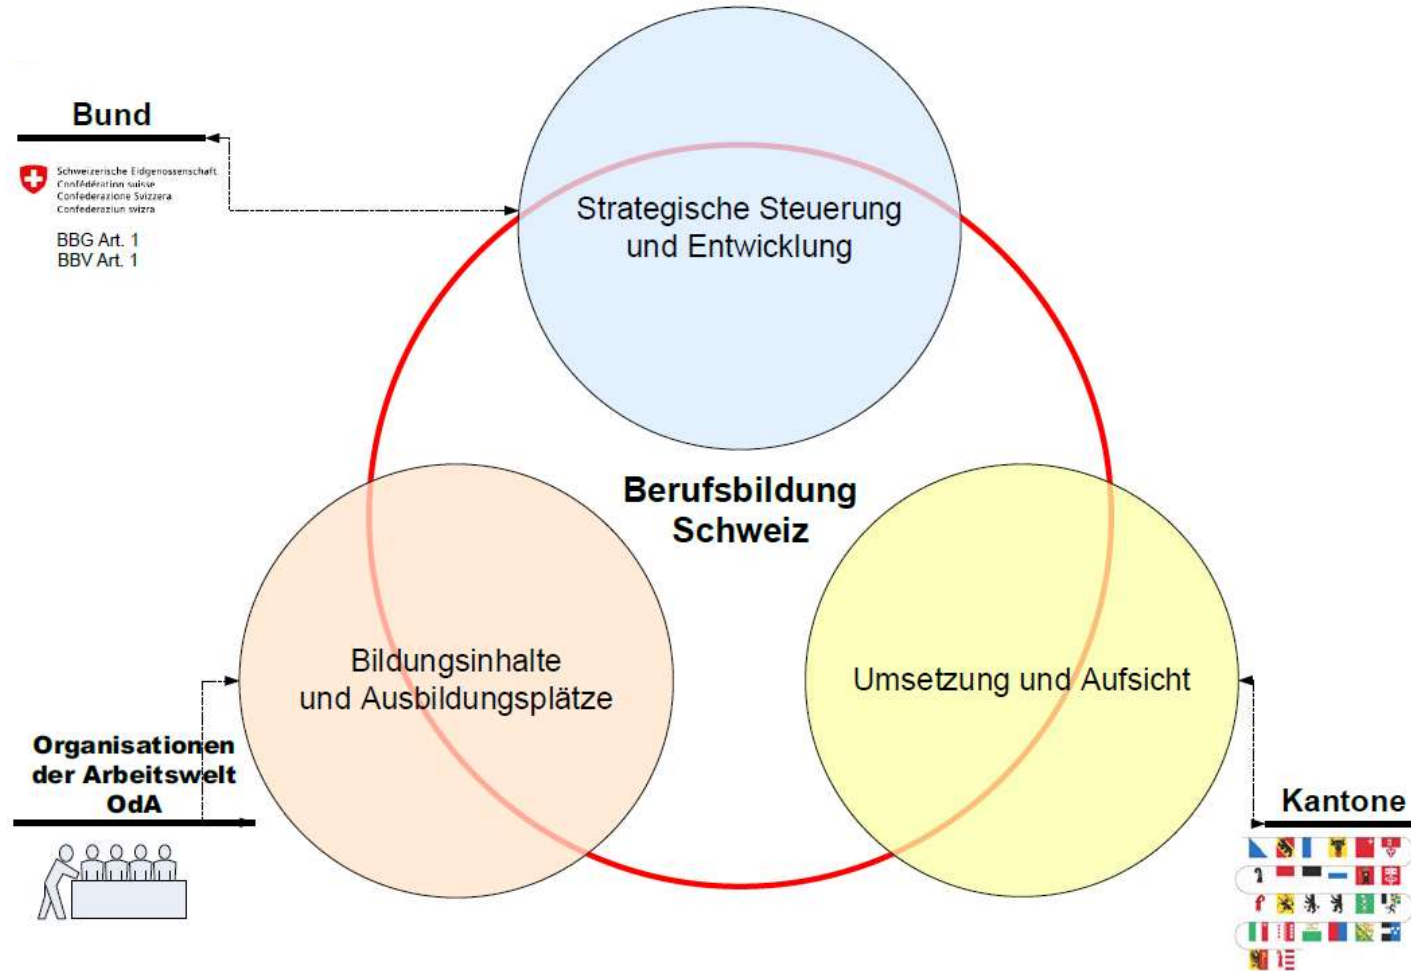 Bund
Schweizerische Eidgenossenschaft
Confédération suisse
Confederazione Svizzera
Confederaziun svizra
BBG Art. 1
BBV Art. 1
Strategische Steuerung
und Entwicklung
Berufsbildung
Schweiz
Bildungsinhalte
und Ausbildungsplätze
Umsetzung und Aufsicht
Organisationen
der Arbeitswelt
OdA
Kantone